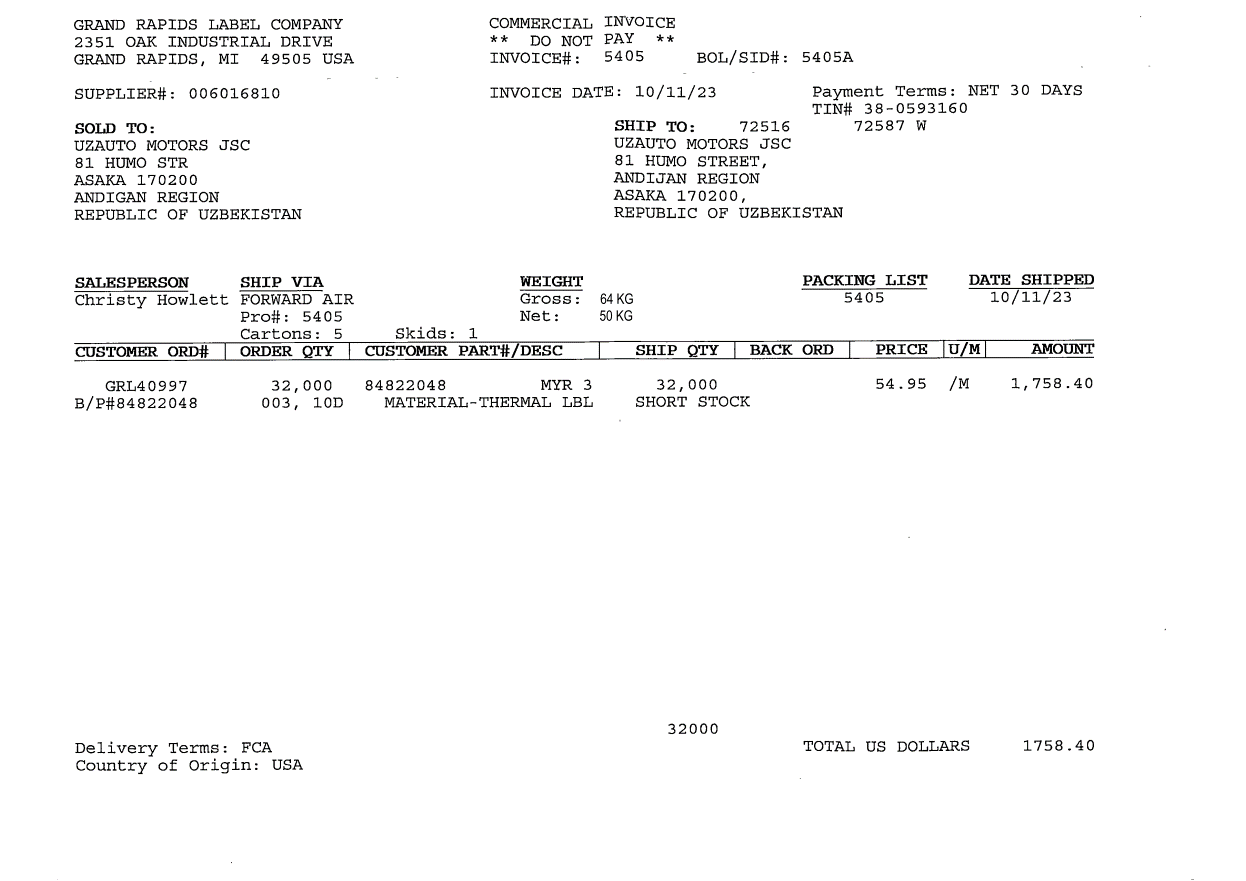 GRAND RAPIDS LABEL COMPANY
2351 OAK INDUSTRIAL DRIVE
GRAND RAPIDS, MI 49505 USA
COMMERCIAL INVOICE
** DO NOT PAY **
INVOICE#: 5405 BOL/SID#: 5405A
SUPPLIER#: 006016810 INVOICE DATE: 10/11/23 Payment Terms: NET 30 DAYS
TIN# 38-0593160
SOLD TO:
UZAUTO MOTORS JSC
81 HUMO STR
ASAKA 170200
ANDIGAN REGION
REPUBLIC OF UZBEKISTAN
SHIP TO: 72516 72587 W
UZAUTO MOTORS JSC
81 HUMO STREET,
ANDIJAN REGION
ASAKA 170200,
REPUBLIC OF UZBEKISTAN
SALESPERSON SHIP VIA WEIGHT PACKING LIST DATE SHIPPED
Christy Howlett FORWARD AIR Gross: 64 KG 5405 10/11/23
Pro#: 5405 Net: 50 KG
Cartons: 5 Skids: 1
CUSTOMER ORD# ORDER QTY CUSTOMER PART#/DESC SHIP QTY BACK ORD PRICE U/M AMOUNT
GRL40997 32,000 84822048 MYR 3 32,000 54.95 /M 1,758.40
B/P#84822048 003, 10D MATERIAL-THERMAL LBL SHORT STOCK
32000
Delivery Terms: FCA TOTAL US DOLLARS 1758.40
Country of Origin: USA